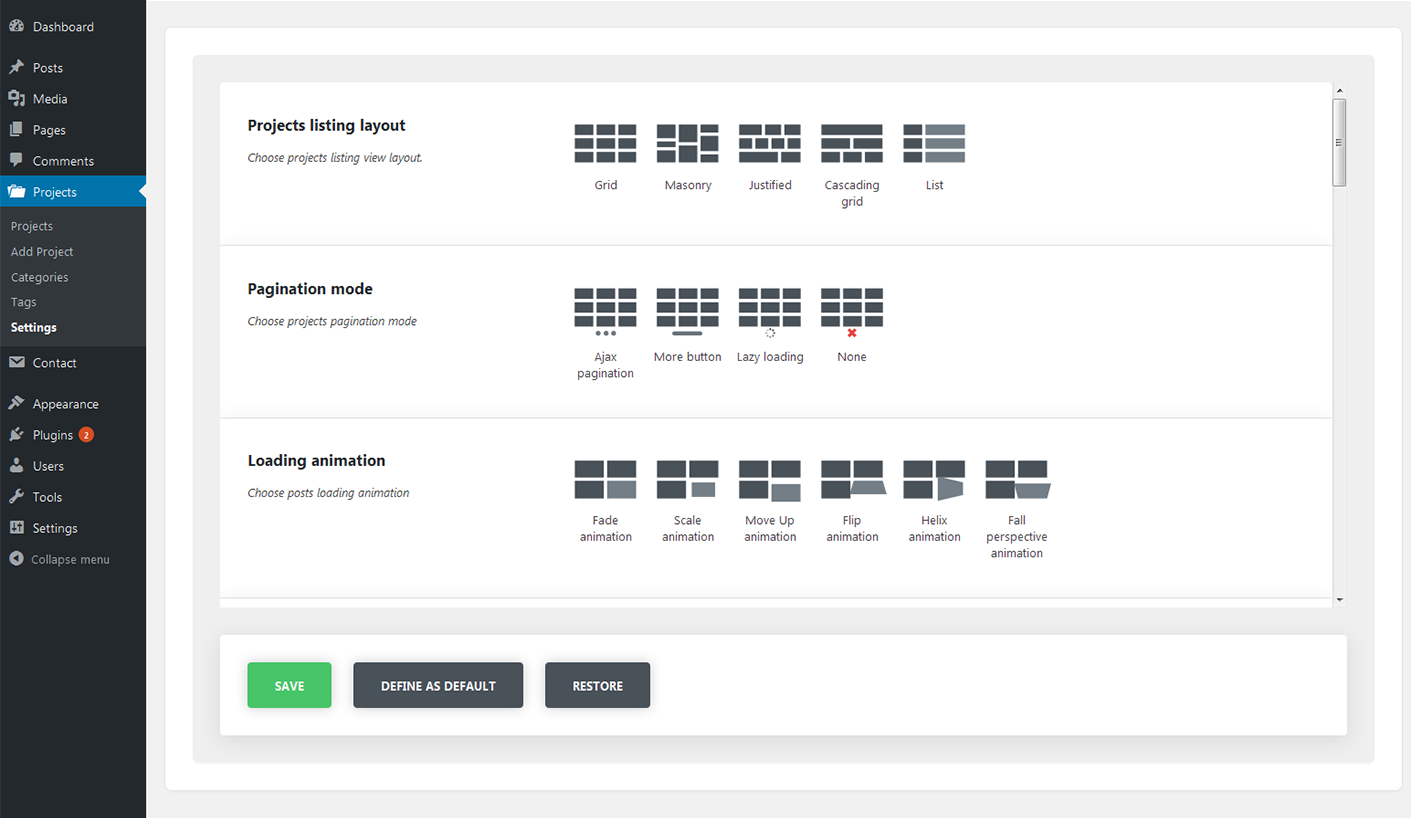 Dashboard
Posts
Media
Pages
Comments
Projects
Projects
Add Project
Categories
Tags
Settings
Contact
Appearance
Plugins 2
Users
Tools
Settings
Collapse menu
Projects listing layout
Choose projects listing view layout.
Grid
Masonry
Justified
Cascading
grid
List
Pagination mode
Choose projects pagination mode
Ajax
pagination
More button
Lazy loading
None
Loading animation
Choose posts loading animation
Fade
animation
Scale
animation
Move Up
animation
Flip
animation
Helix
animation
Fall
perspective
animation
SAVE
DEFINE AS DEFAULT
RESTORE